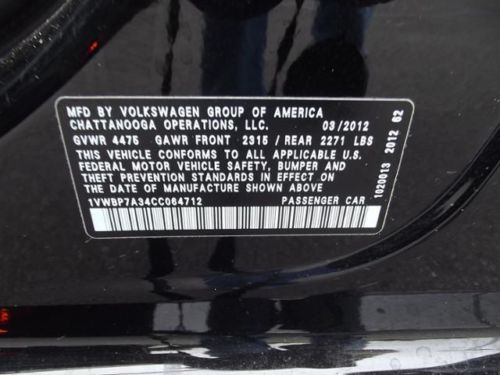 MFD BY VOLKSWAGEN GROUP OF AMERICA
CHATTANOOGA OPERATIONS, LLC. 03/2012
GVWR 4475 GAWR FRONT 2315 / REAR 2271 LBS
THIS VEHICLE CONFORMS TO ALL APPLICABLE U.S.
FEDERAL MOTOR VEHICLE SAFETY, BUMPER AND
THEFT PREVENTION STANDARDS IN EFFECT ON
THE DATE OF MANUFACTURE SHOWN ABOVE.
1VWBP7A34CC064712 PASSENGER CAR
1020013 2012 62